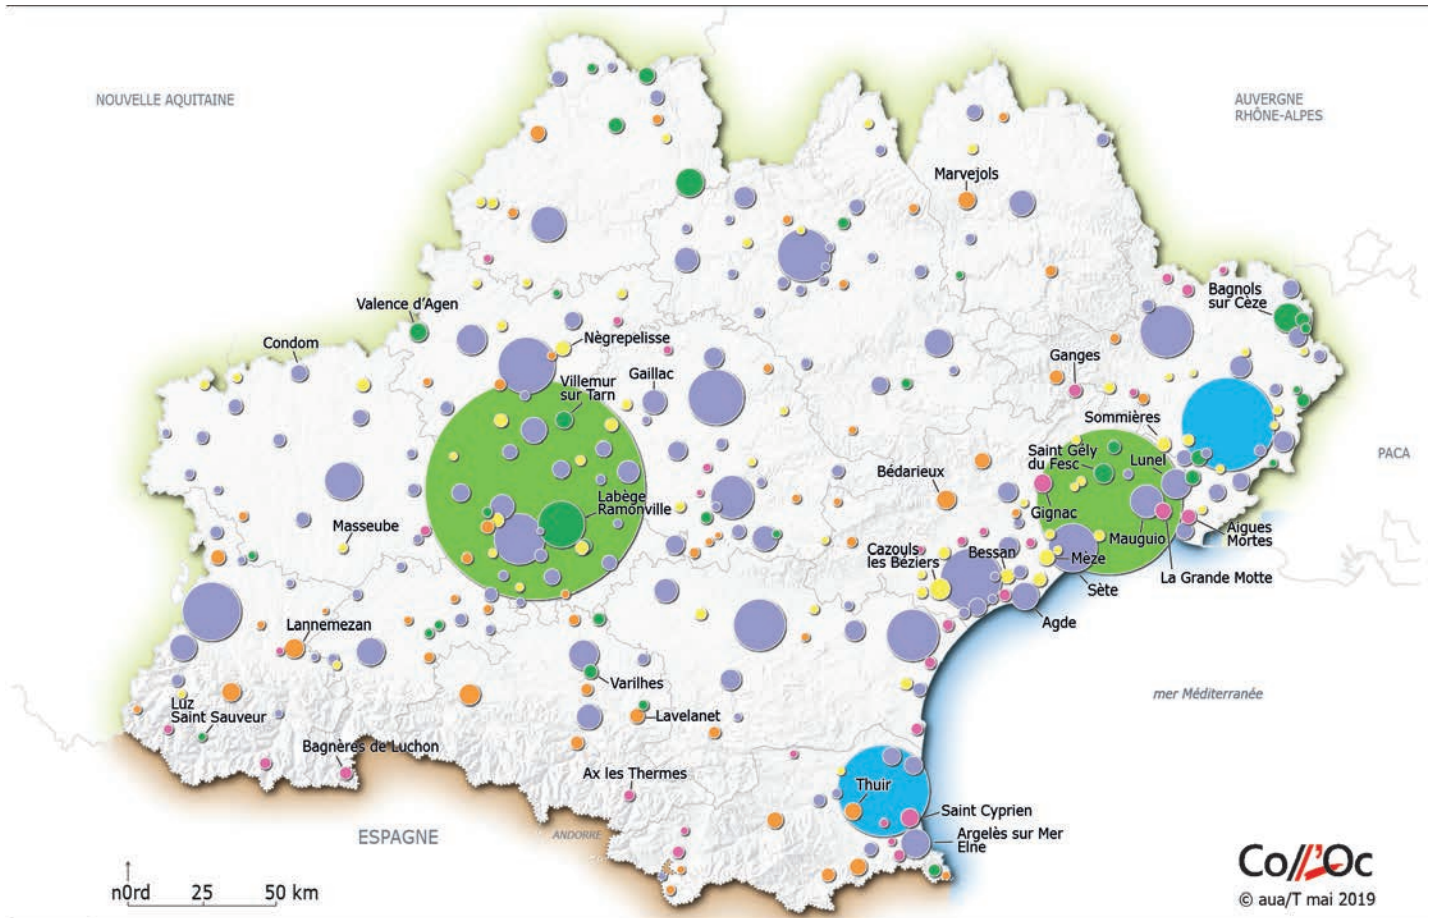 NOUVELLE AQUITAINE
AUVERGNE
RHÔNE-ALPES
Marvejols
Bagnols
sur Cèze
Valence d'Agen
Condom
Nègrepelisse
Ganges
Villemur
sur Tarn
Gaillac
Sommières
Saint Gély
du Fesc
Lunel
PACA
Bédarieux
Labège
Ramonville
Gignac
Masseube
Mauguio
Aigues
Mortes
Cazouls
les Béziers
Bessan
Mèze
La Grande Motte
Sète
Agde
Lannemezan
Varilhes
mer Méditerranée
Luz
Saint Sauveur
Lavelanet
Bagnères de Luchon
Ax les Thermes
Thuir
Saint Cyprien
ESPAGNE
ANDORRE
Argelès sur Mer
Elne
Co//'Oc
n0rd 25 50 km
© aua/T mai 2019